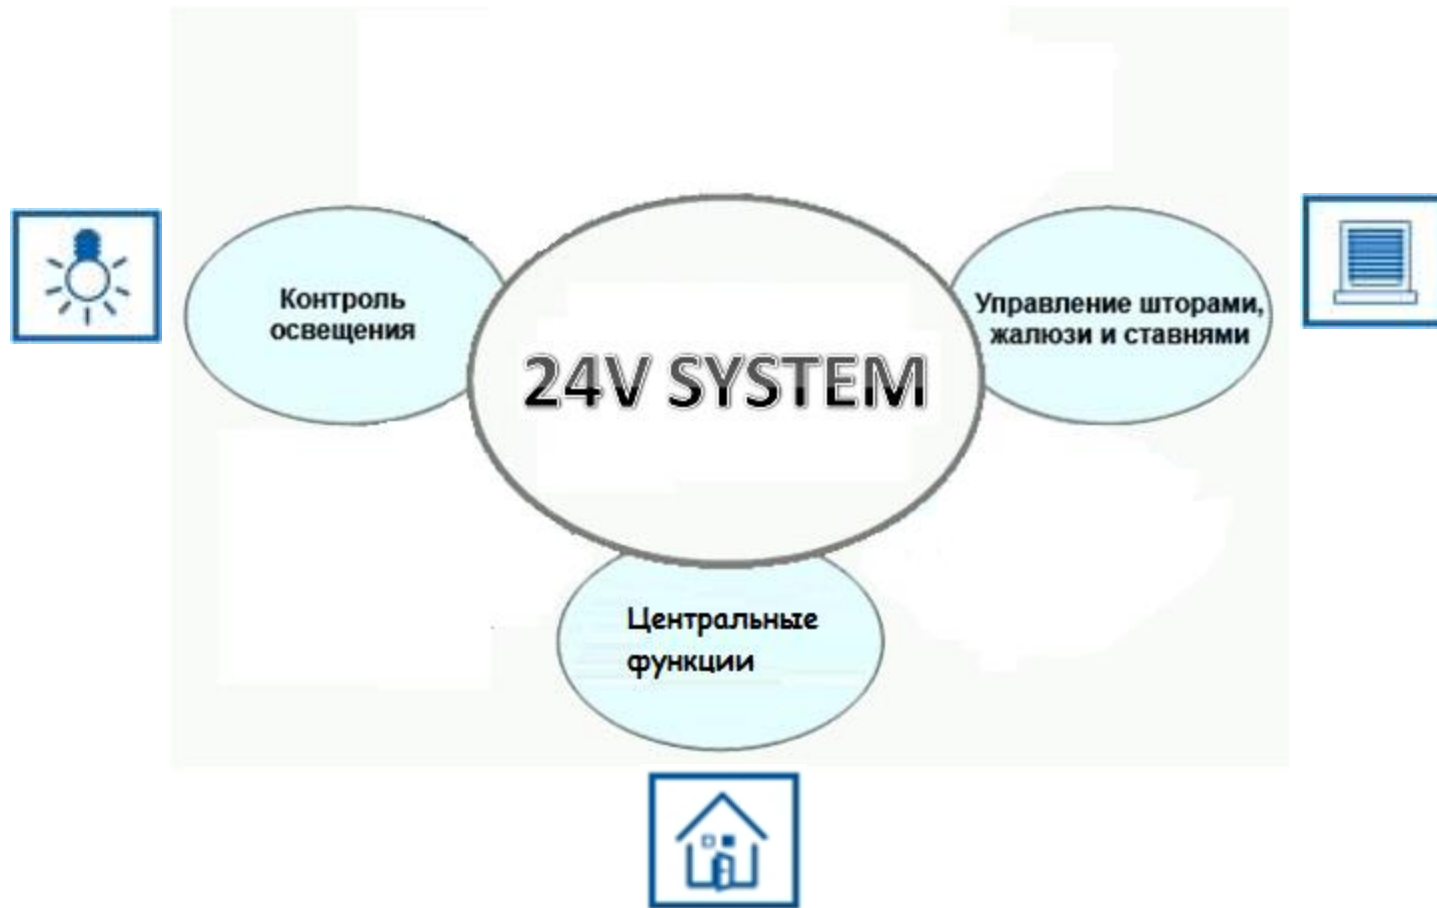 Контроль
освещения
24V SYSTEM
Управление шторами,
жалюзи и ставнями
Центральные
функции